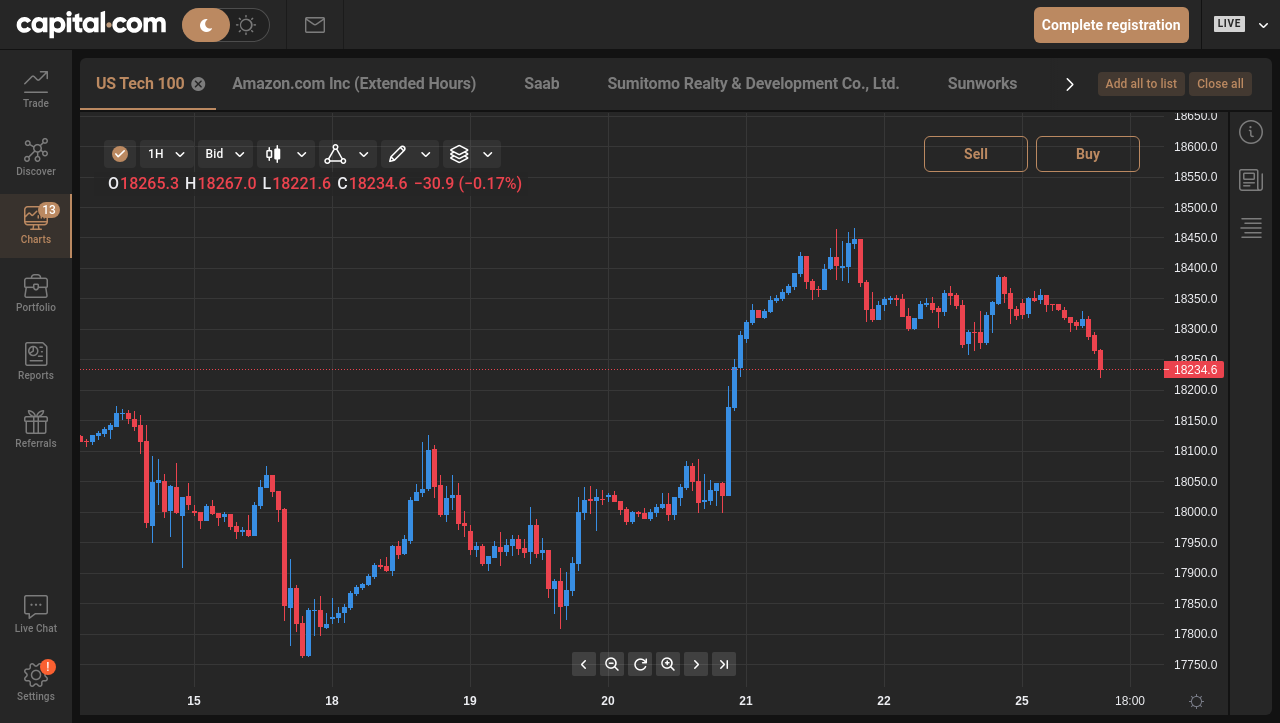 capital.com
Complete registration
LIVE
Trade
Discover
13
Charts
Portfolio
Reports
Referrals
Live Chat
!
Settings
US Tech 100
Amazon.com Inc (Extended Hours)
Saab
Sumitomo Realty & Development Co., Ltd.
Sunworks
Add all to list
Close all
1H
Bid
Sell
Buy
O18265.3 H18267.0 L18221.6 C18234.6 −30.9 (−0.17%)
18650.0
18600.0
18550.0
18500.0
18450.0
18400.0
18350.0
18300.0
18250.0
18234.6
18200.0
18150.0
18100.0
18050.0
18000.0
17950.0
17900.0
17850.0
17800.0
17750.0
15 18 19 20 21 22 25 18:00